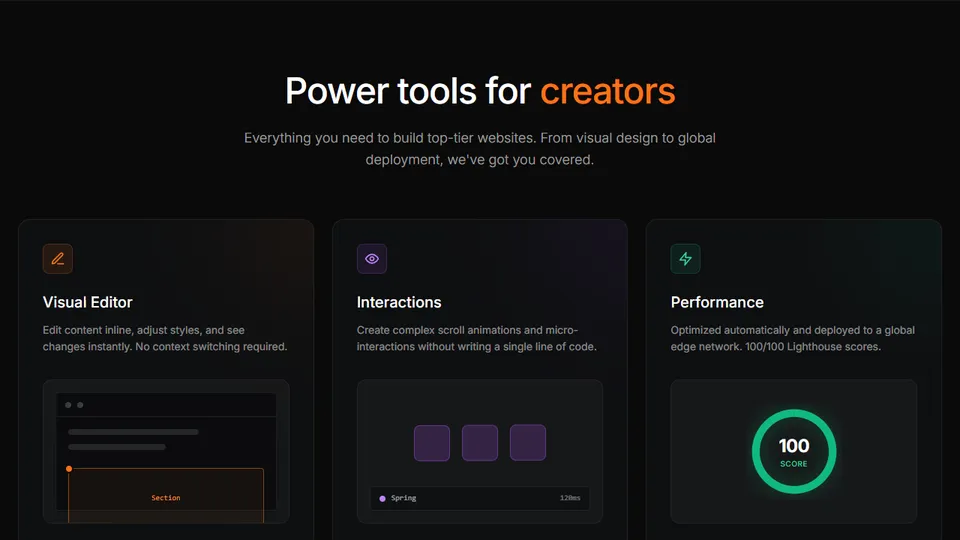 Power tools for creators
Everything you need to build top-tier websites. From visual design to global
deployment, we've got you covered.
Visual Editor
Edit content inline, adjust styles, and see
changes instantly. No context switching required.
Section
Interactions
Create complex scroll animations and micro-
interactions without writing a single line of code.
Spring
120ms
Performance
Optimized automatically and deployed to a global
edge network. 100/100 Lighthouse scores.
100
SCORE